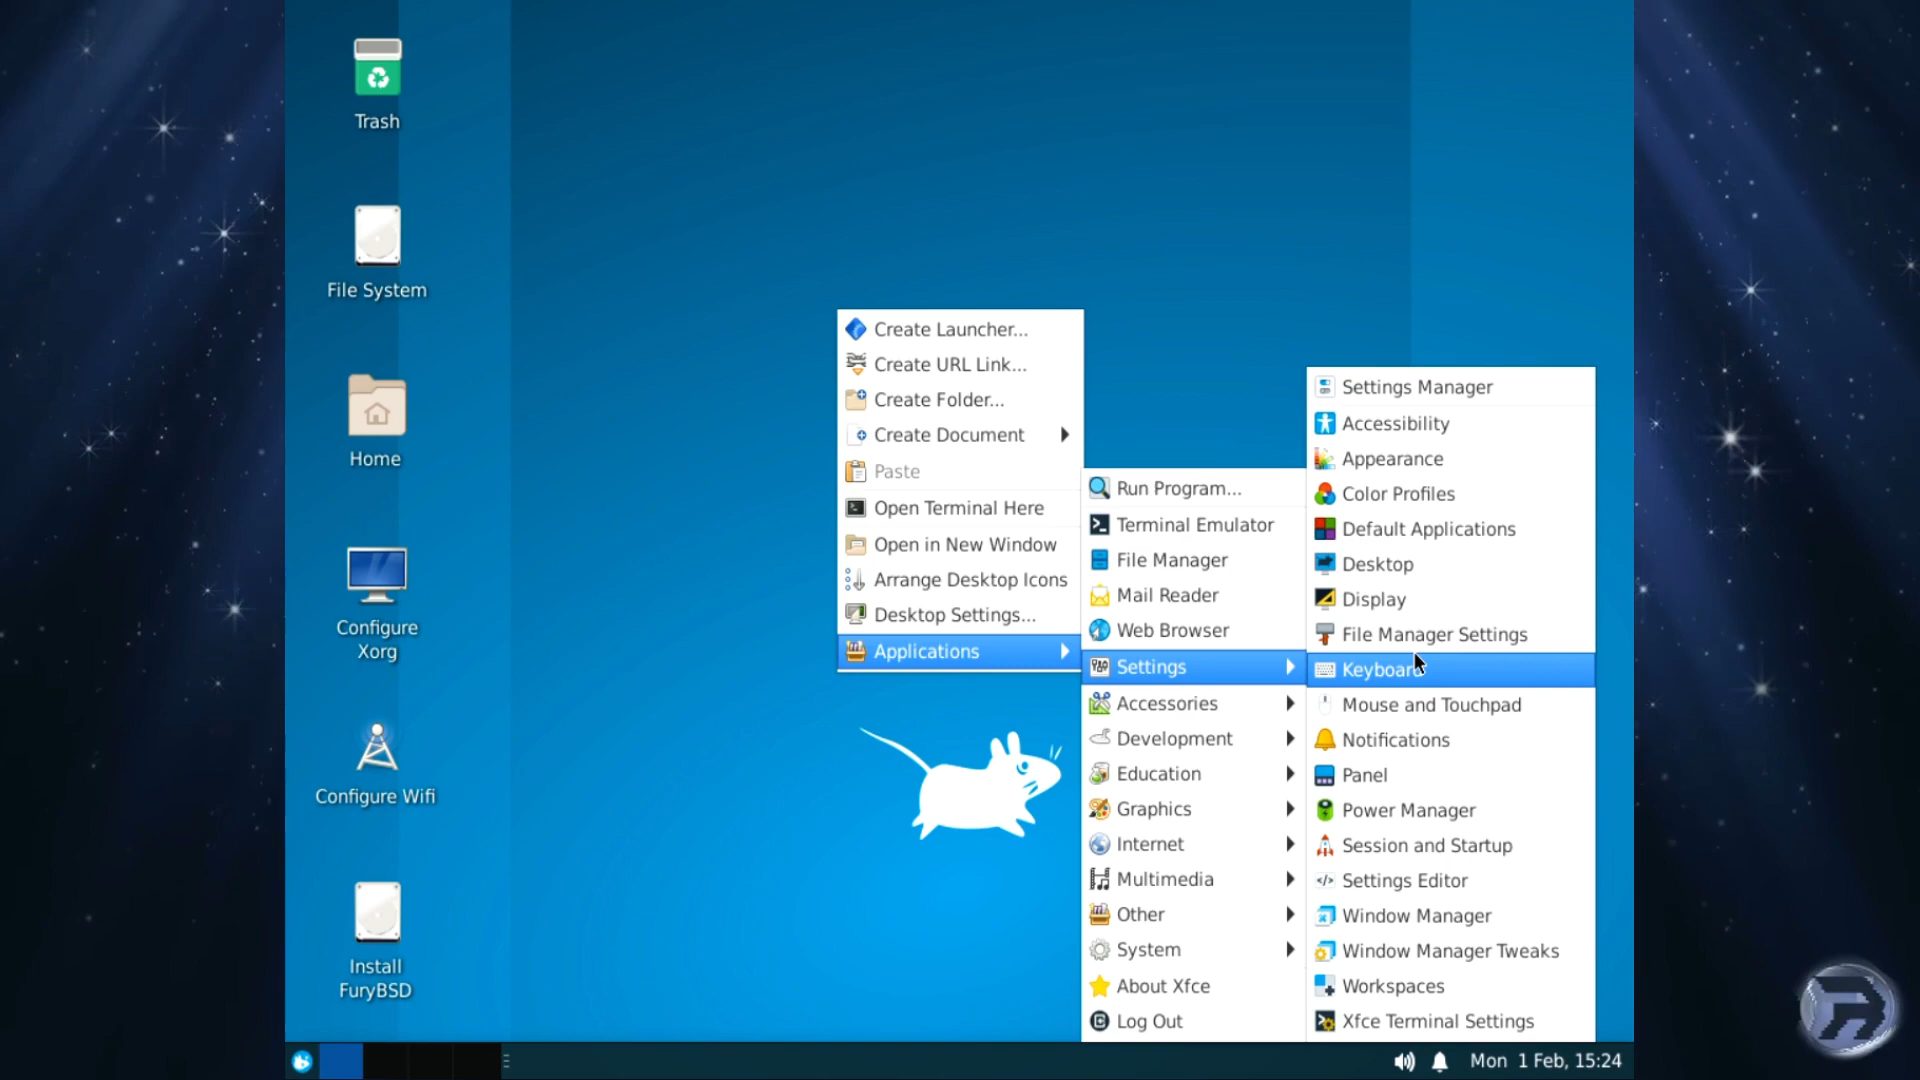 Trash
File System
Home
Configure
Xorg
Configure Wifi
Install
FuryBSD
Create Launcher...
Create URL Link...
Create Folder...
Create Document
Paste
Open Terminal Here
Open in New Window
Arrange Desktop Icons
Desktop Settings...
Applications
Run Program...
Terminal Emulator
File Manager
Mail Reader
Web Browser
Settings
Accessories
Development
Education
Graphics
Internet
Multimedia
Other
System
About Xfce
Log Out
Settings Manager
Accessibility
Appearance
Color Profiles
Default Applications
Desktop
Display
File Manager Settings
Keyboard
Mouse and Touchpad
Notifications
Panel
Power Manager
Session and Startup
Settings Editor
Window Manager
Window Manager Tweaks
Workspaces
Xfce Terminal Settings
Mon 1 Feb, 15:24